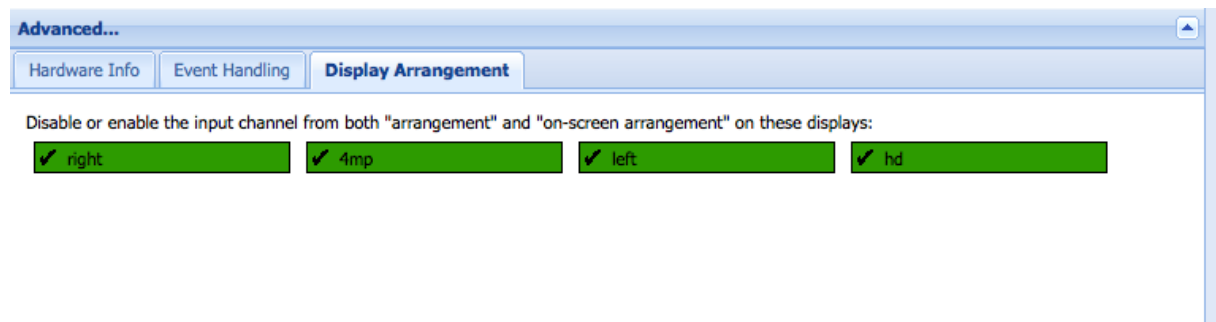 Advanced...
Hardware Info Event Handling Display Arrangement
Disable or enable the input channel from both "arrangement" and "on-screen arrangement" on these displays:
right 4mp left hd